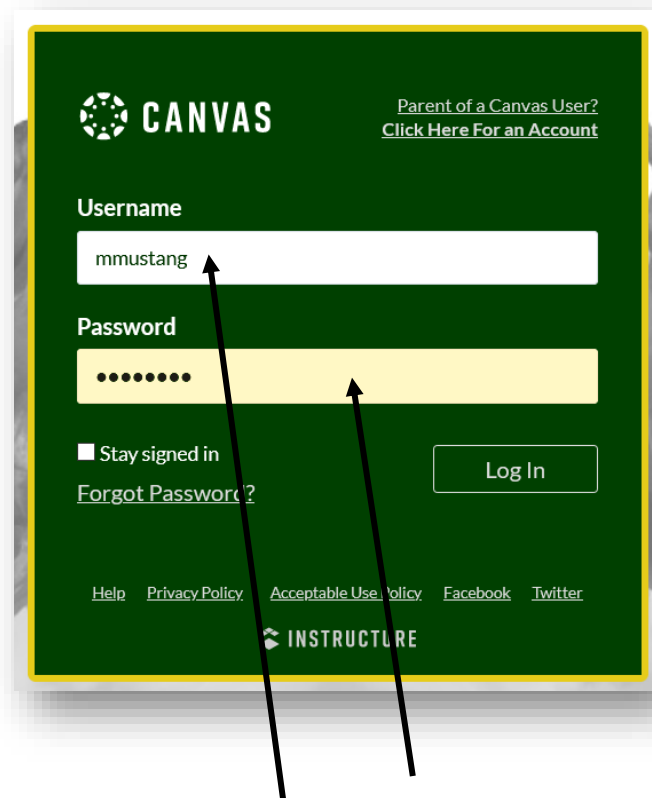 CANVAS
Parent of a Canvas User?
Click Here For an Account
Username
mmustang
Password
••••••••
Stay signed in
Log In
Forgot Password?
Help Privacy Policy Acceptable Use Policy Facebook Twitter
INSTRUCTURE